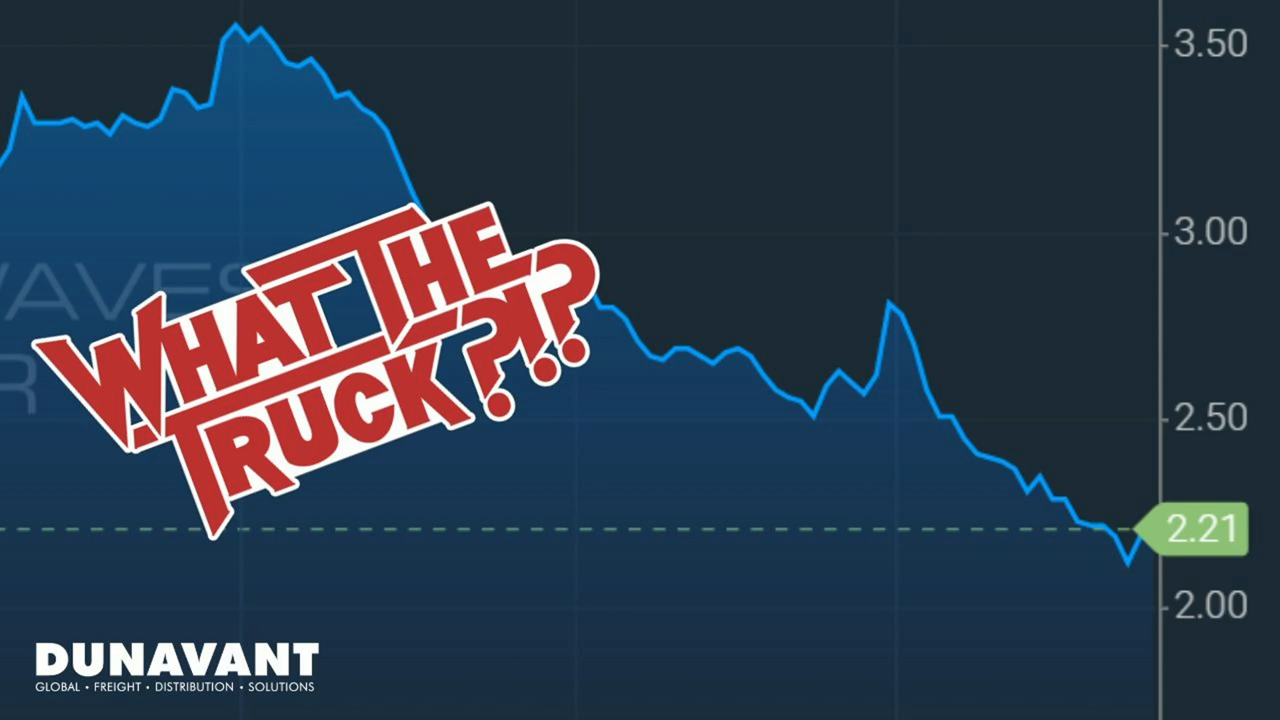 3.50
3.00
WHAT THE
TRUCK?!?
2.50
2.21
2.00
DUNAVANT
GLOBAL • FREIGHT • DISTRIBUTION • SOLUTIONS